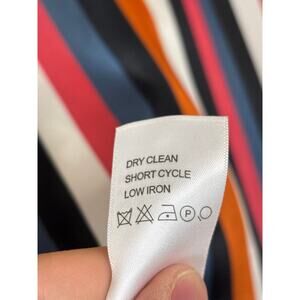 DRY CLEAN
SHORT CYCLE
LOW IRON
P